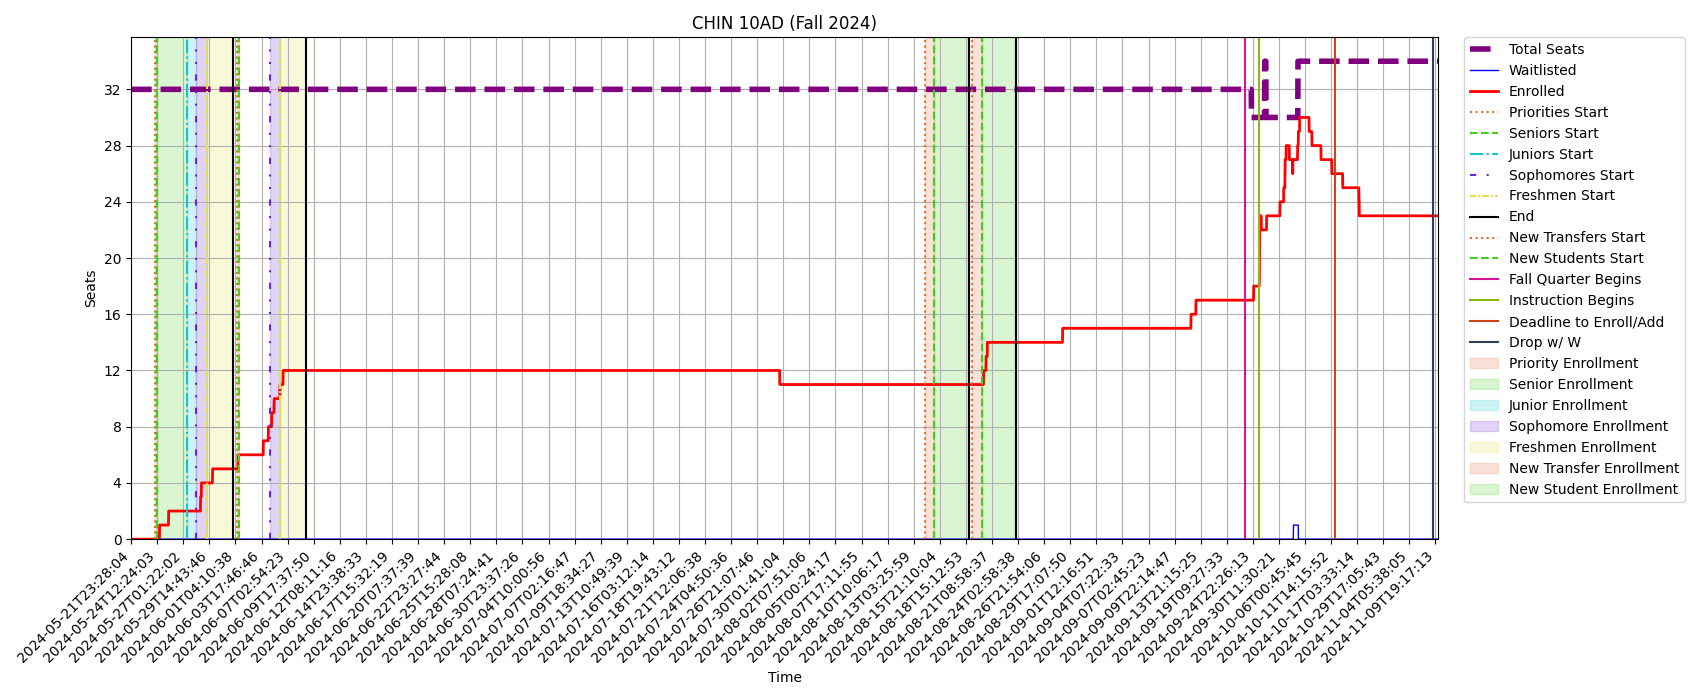 CHIN 10AD (Fall 2024)
Seats
32
28
24
20
16
12
8
4
0
2024-05-21T23:28:04
2024-05-24T12:24:03
2024-05-27T01:22:02
2024-05-29T14:43:46
2024-06-01T04:10:38
2024-06-03T17:46:46
2024-06-07T02:54:23
2024-06-09T17:37:50
2024-06-12T08:11:16
2024-06-14T23:38:33
2024-06-17T15:32:19
2024-06-20T07:37:39
2024-06-22T23:27:44
2024-06-25T15:28:08
2024-06-28T07:24:41
2024-06-30T23:37:26
2024-07-04T10:00:56
2024-07-07T02:16:47
2024-07-09T18:34:27
2024-07-13T10:49:39
2024-07-16T03:12:14
2024-07-18T19:43:12
2024-07-21T12:06:38
2024-07-24T04:50:36
2024-07-26T21:07:46
2024-07-30T01:41:04
2024-08-02T07:51:06
2024-08-05T00:24:17
2024-08-07T17:11:55
2024-08-10T10:06:17
2024-08-13T03:25:59
2024-08-15T21:10:04
2024-08-18T15:12:53
2024-08-21T08:58:37
2024-08-24T02:58:38
2024-08-26T21:54:06
2024-08-29T17:07:50
2024-09-01T12:16:51
2024-09-04T07:22:33
2024-09-07T02:45:23
2024-09-09T22:14:47
2024-09-13T21:15:23
2024-09-19T09:27:33
2024-09-24T22:26:13
2024-09-30T11:30:21
2024-10-06T00:45:45
2024-10-11T14:15:52
2024-10-17T03:33:14
2024-10-29T17:05:43
2024-11-04T05:38:05
2024-11-09T19:17:13
Time
Total Seats
Waitlisted
Enrolled
Priorities Start
Seniors Start
Juniors Start
Sophomores Start
Freshmen Start
End
New Transfers Start
New Students Start
Fall Quarter Begins
Instruction Begins
Deadline to Enroll/Add
Drop w/ W
Priority Enrollment
Senior Enrollment
Junior Enrollment
Sophomore Enrollment
Freshmen Enrollment
New Transfer Enrollment
New Student Enrollment